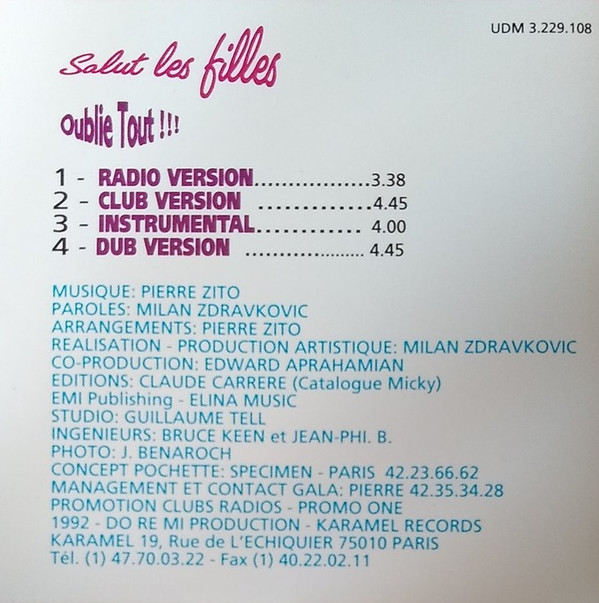 UDM 3.229.108
Salut les filles
Oublie Tout !!!
1 - RADIO VERSION..................3.38
2 - CLUB VERSION .............4.45
3 - INSTRUMENTAL............ 4.00
4 - DUB VERSION .................... 4.45
MUSIQUE: PIERRE ZITO
PAROLES: MILAN ZDRAVKOVIC
ARRANGEMENTS: PIERRE ZITO
REALISATION - PRODUCTION ARTISTIQUE: MILAN ZDRAVKOVIC
CO-PRODUCTION: EDWARD APRAHAMIAN
EDITIONS: CLAUDE CARRERE (Catalogue Micky)
EMI Publishing - ELINA MUSIC
STUDIO: GUILLAUME TELL
INGENIEURS: BRUCE KEEN et JEAN-PHI. B.
PHOTO: J. BENAROCH
CONCEPT POCHETTE: SPECIMEN - PARIS 42.23.66.62
MANAGEMENT ET CONTACT GALA: PIERRE 42.35.34.28
PROMOTION CLUBS RADIOS - PROMO ONE
1992 - DO RE MI PRODUCTION - KARAMEL RECORDS
KARAMEL 19, Rue de L'ECHIQUIER 75010 PARIS
Tél. (1) 47.70.03.22 - Fax (1) 40.22.02.11